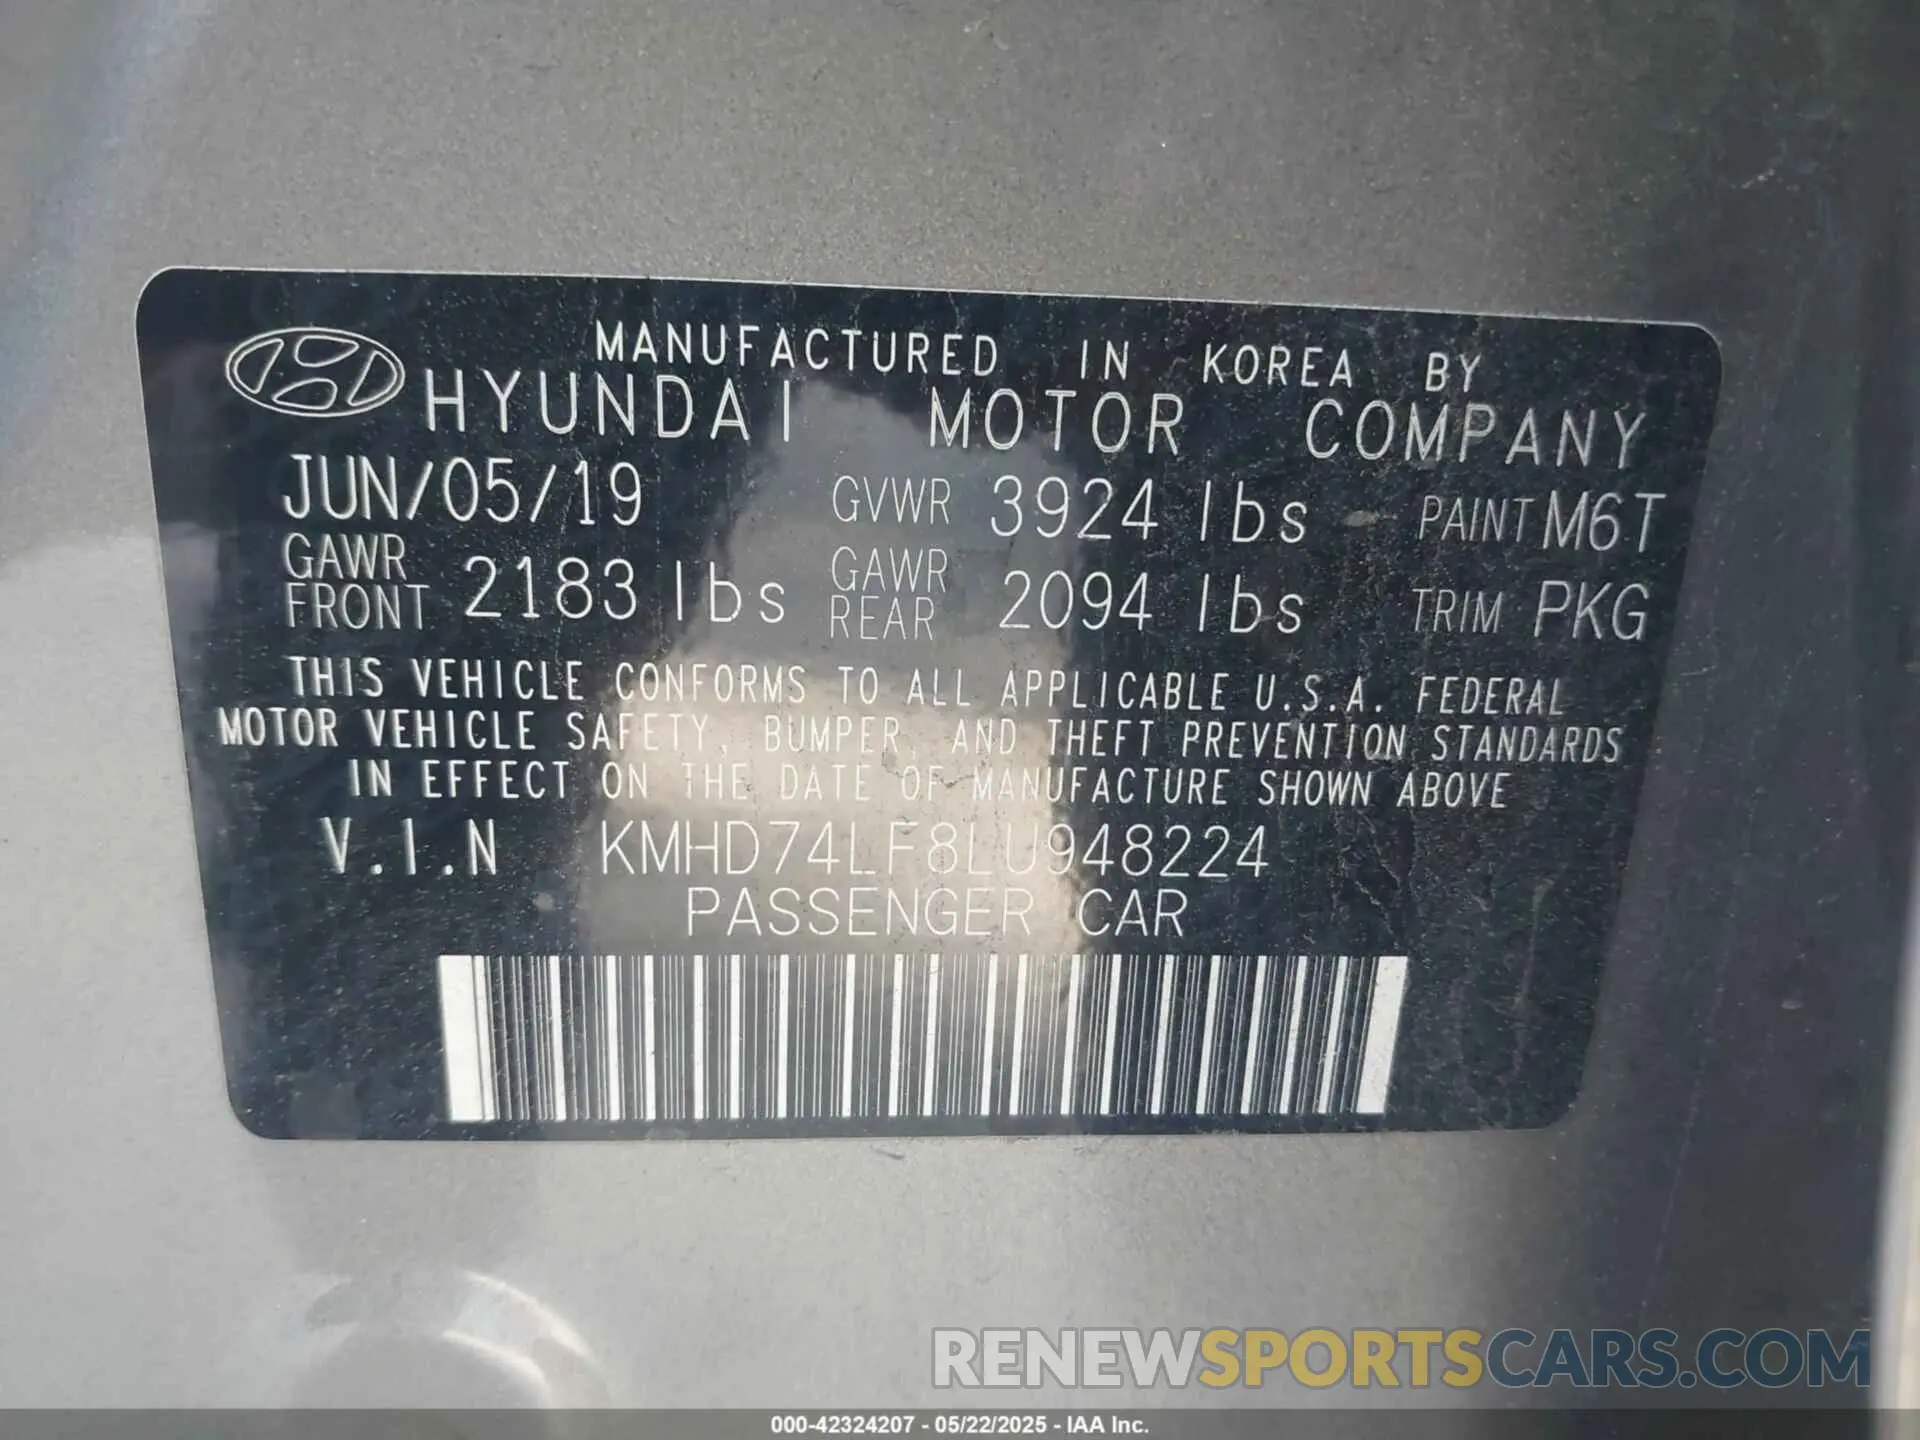 MANUFACTURED IN KOREA BY
HYUNDAI MOTOR COMPANY
JUN/05/19 GVWR 3924 lbs PAINT M6T
GAWR FRONT 2183 lbs GAWR REAR 2094 lbs TRIM PKG
THIS VEHICLE CONFORMS TO ALL APPLICABLE U.S.A. FEDERAL
MOTOR VEHICLE SAFETY, BUMPER, AND THEFT PREVENTION STANDARDS
IN EFFECT ON THE DATE OF MANUFACTURE SHOWN ABOVE
V.I.N KMHD74LF8LU948224
PASSENGER CAR
RENEWSPORTSCARS.COM
000-42324207 - 05/22/2025 - IAA Inc.